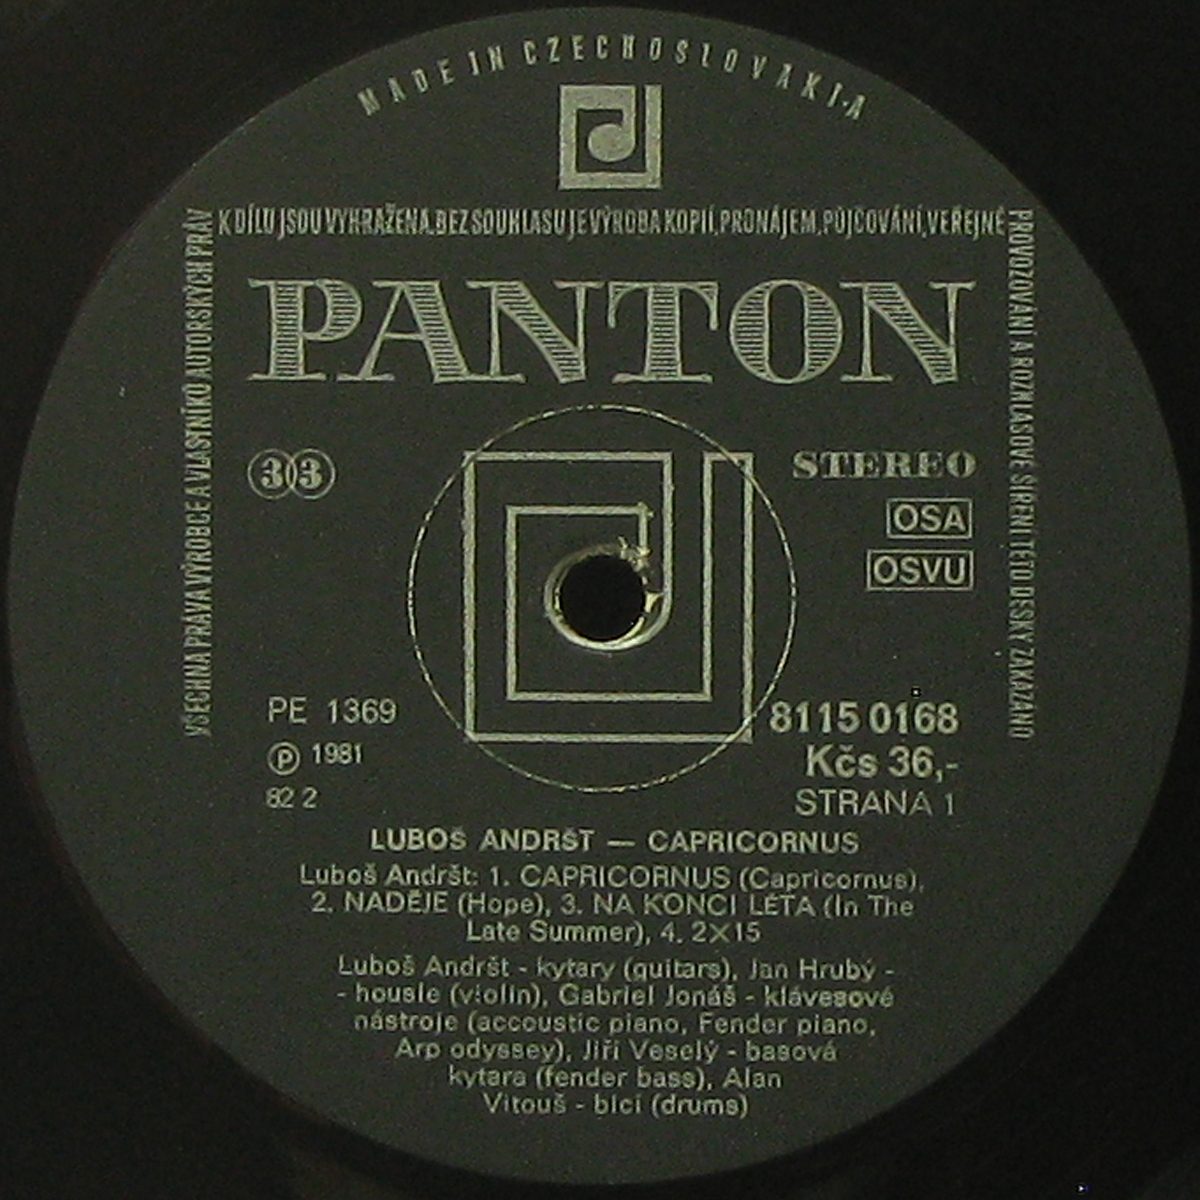 MADE IN CZECHOSLOVAKIA
VŠECHNA PRÁVA VÝROBCE A VLASTNÍKŮ AUTORSKÝCH PRÁV
K DÍLU JSOU VYHRAŽENA. BEZ SOUHLASU JE VÝROBA KOPIÍ, PRONÁJEM, PŮJČOVÁNÍ, VEŘEJNÉ
PROVOZOVÁNÍ A ROZHLASOVÉ ŠÍŘENÍ TÉTO DESKY ZAKÁZÁNO
PANTON
33
STEREO
OSA
OSVU
PE 1369
Ⓟ 1981
82 2
8115 0168
Kčs 36,-
STRANA 1
LUBOŠ ANDRŠT — CAPRICORNUS
Luboš Andršt: 1. CAPRICORNUS (Capricornus),
2. NADĚJE (Hope), 3. NA KONCI LÉTA (In The
Late Summer), 4. 2×15
Luboš Andršt - kytary (guitars), Jan Hrubý -
- housle (violin), Gabriel Jonáš - klávesové
nástroje (accoustic piano, Fender piano,
Arp odyssey), Jiří Veselý - basová
kytara (fender bass), Alan
Vitouš - bicí (drums)